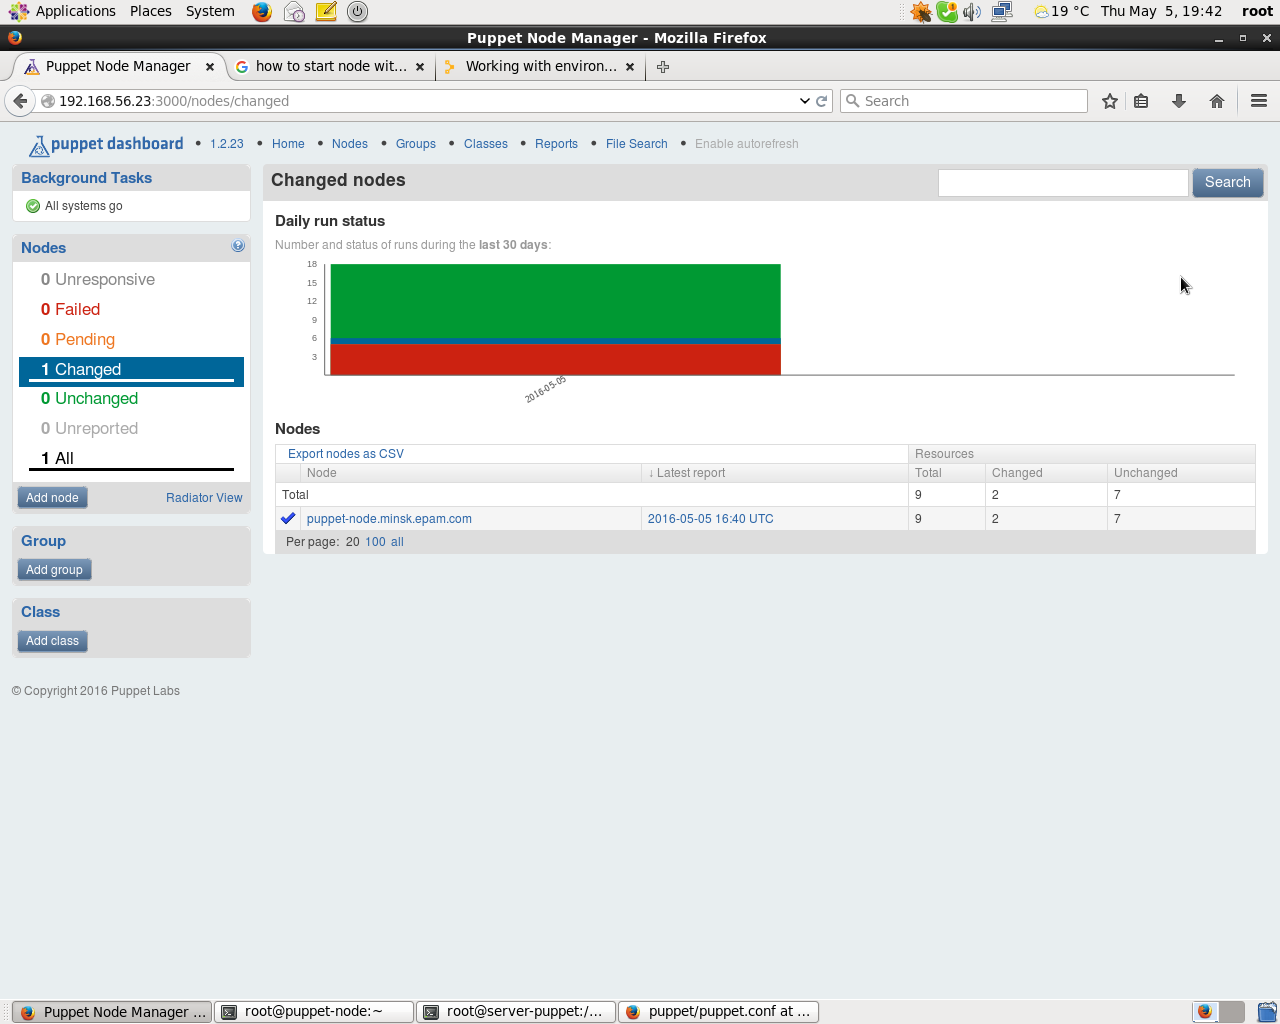 Applications Places System 19 °C Thu May 5, 19:42 root
Puppet Node Manager - Mozilla Firefox
Puppet Node Manager how to start node wit... Working with environ...
192.168.56.23:3000/nodes/changed Search
puppet dashboard • 1.2.23 • Home • Nodes • Groups • Classes • Reports • File Search • Enable autorefresh
Background Tasks
All systems go
Nodes
0 Unresponsive
0 Failed
0 Pending
1 Changed
0 Unchanged
0 Unreported
1 All
Add node Radiator View
Group
Add group
Class
Add class
© Copyright 2016 Puppet Labs
Changed nodes Search
Daily run status
Number and status of runs during the last 30 days:
18
15
12
9
6
3
2016-05-05
Nodes
Export nodes as CSV Resources
Node ↓ Latest report Total Changed Unchanged
Total 9 2 7
puppet-node.minsk.epam.com 2016-05-05 16:40 UTC 9 2 7
Per page: 20 100 all
Puppet Node Manager ... root@puppet-node:~ root@server-puppet:/... puppet/puppet.conf at ...